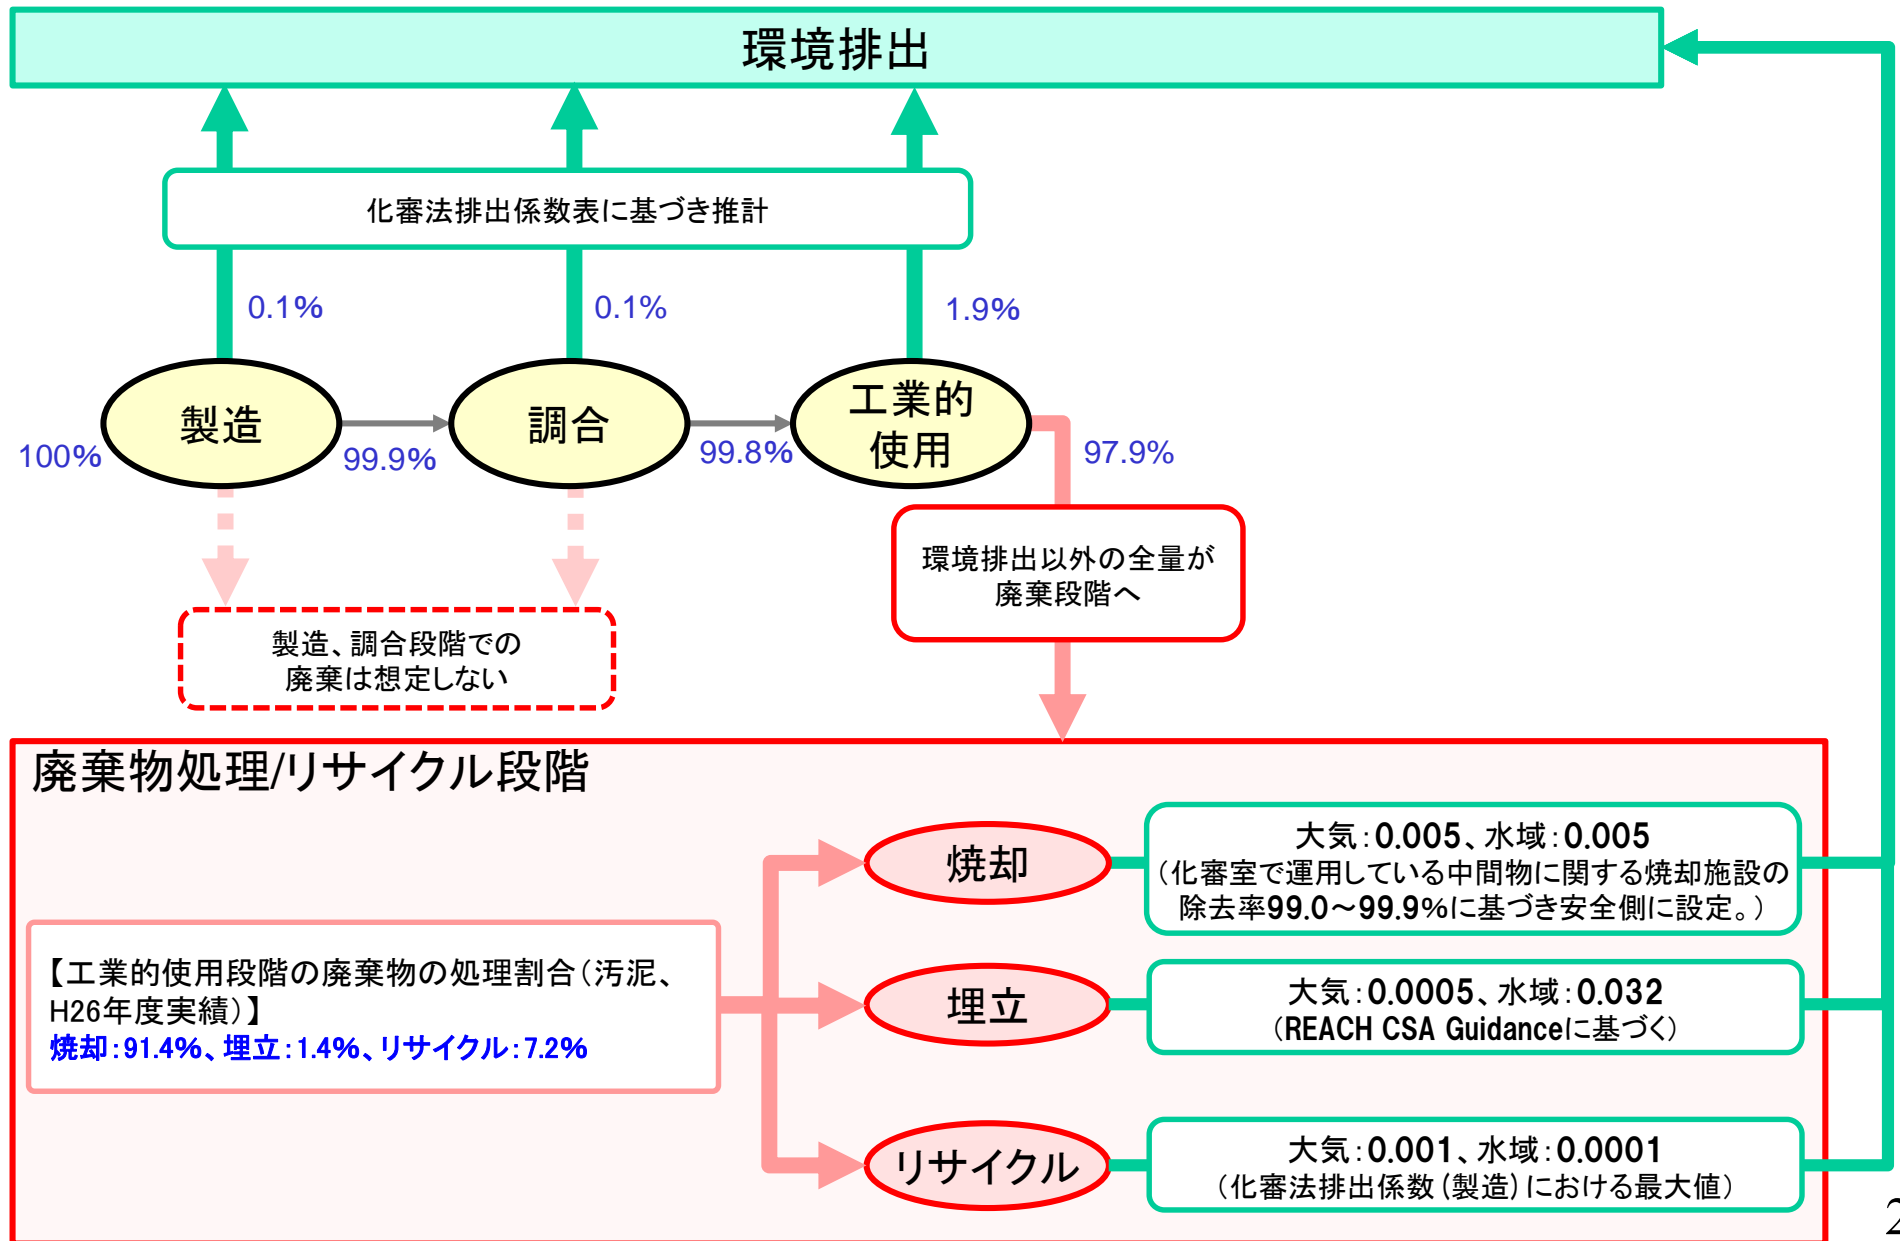 環境排出
化審法排出係数表に基づき推計
0.1%
0.1%
1.9%
製造
調合
工業的
使用
100%
99.9%
99.8%
97.9%
環境排出以外の全量が
廃棄段階へ
製造、調合段階での
廃棄は想定しない
廃棄物処理/リサイクル段階
【工業的使用段階の廃棄物の処理割合(汚泥、
H26年度実績)】
焼却:91.4%、埋立:1.4%、リサイクル:7.2%
焼却
大気:0.005、水域:0.005
(化審室で運用している中間物に関する焼却施設の
除去率99.0~99.9%に基づき安全側に設定。)
埋立
大気:0.0005、水域:0.032
(REACH CSA Guidanceに基づく)
リサイクル
大気:0.001、水域:0.0001
(化審法排出係数(製造)における最大値)
2